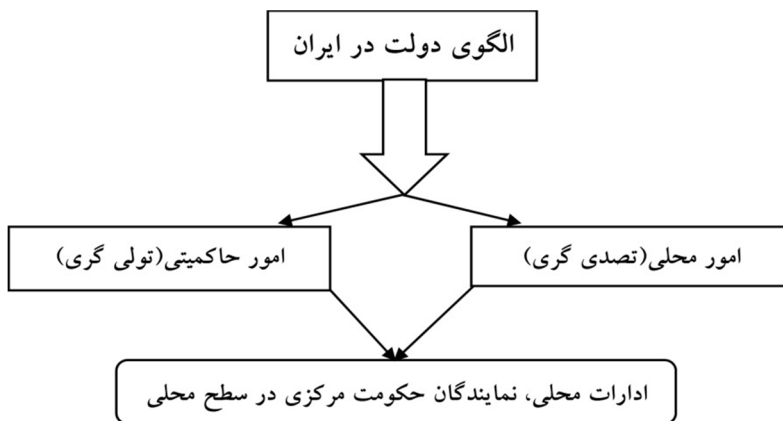 الگوی دولت در ایران
امور محلی(تصدی گری)
امور حاکمیتی(تولی گری)
ادارات محلی، نمایندگان حکومت مرکزی در سطح محلی